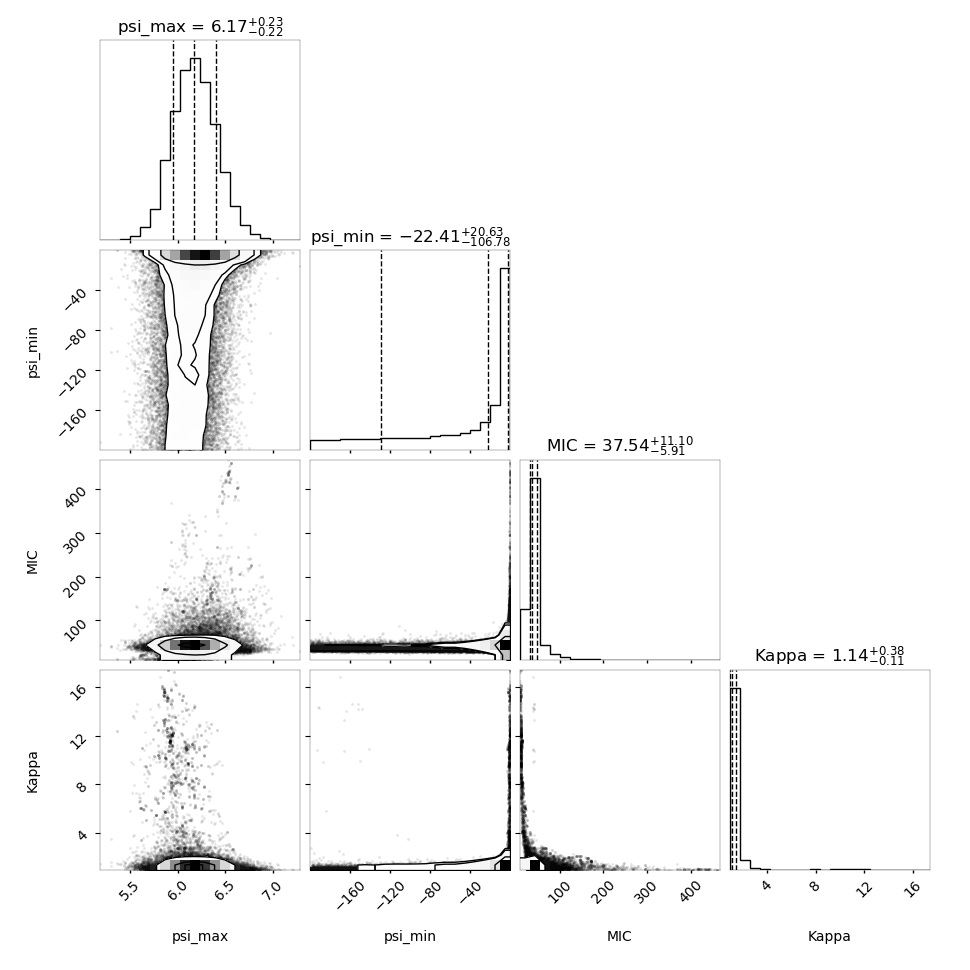 psi_max = 6.17+0.23 −0.22
psi_min = −22.41+20.63 −106.78
−40
−80
−120
−160
psi_min
MIC = 37.54+11.10 −5.91
400
300
200
100
MIC
Kappa = 1.14+0.38 −0.11
16
12
8
4
Kappa
5.5 6.0 6.5 7.0
−160 −120 −80 −40
100 200 300 400
4 8 12 16
psi_max psi_min MIC Kappa